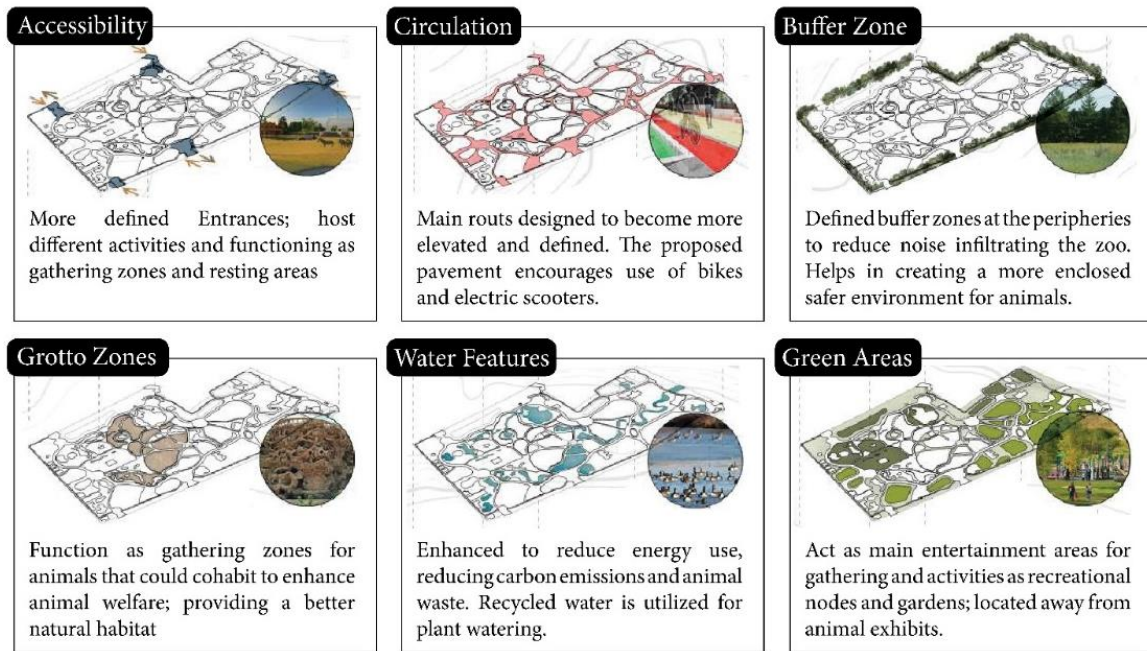 Accessibility
More defined Entrances; host
different activities and functioning as
gathering zones and resting areas
Circulation
Main routs designed to become more
elevated and defined. The proposed
pavement encourages use of bikes
and electric scooters.
Buffer Zone
Defined buffer zones at the peripheries
to reduce noise infiltrating the zoo.
Helps in creating a more enclosed
safer environment for animals.
Grotto Zones
Function as gathering zones for
animals that could cohabit to enhance
animal welfare; providing a better
natural habitat
Water Features
Enhanced to reduce energy use,
reducing carbon emissions and animal
waste. Recycled water is utilized for
plant watering.
Green Areas
Act as main entertainment areas for
gathering and activities as recreational
nodes and gardens; located away from
animal exhibits.